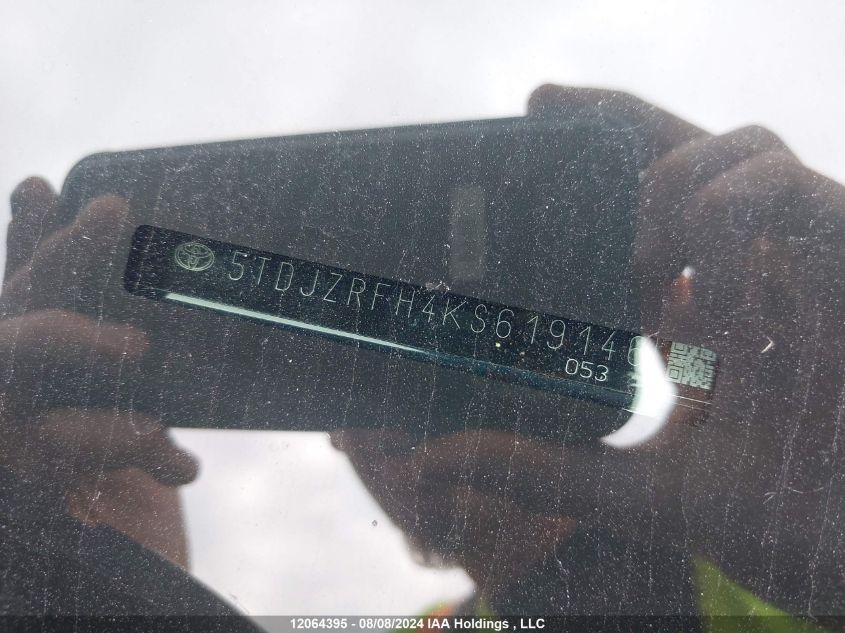 5TDJZRFH4KS619146
053
12064395 - 08/08/2024 IAA Holdings , LLC